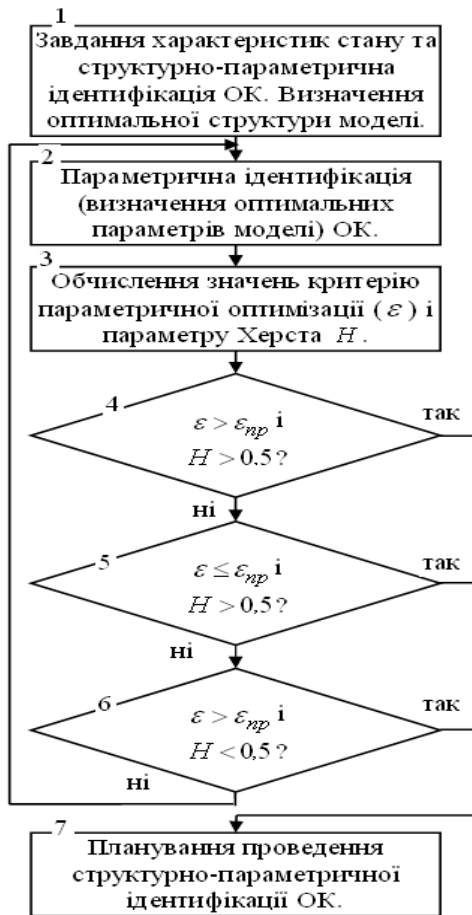 1
Завдання характеристик стану та
структурно-параметрична
ідентифікація ОК. Визначення
оптимальної структури моделі.
2
Параметрична ідентифікація
(визначення оптимальних
параметрів моделі) ОК.
3
Обчислення значень критерію
параметричної оптимізації ( ε ) і
параметру Херста H .
4
так
ε > εпр і
H > 0,5 ?
ні
5
так
ε ≤ εпр і
H > 0,5 ?
ні
6
так
ε > εпр і
H < 0,5 ?
ні
7
Планування проведення
структурно-параметричної
ідентифікації ОК.